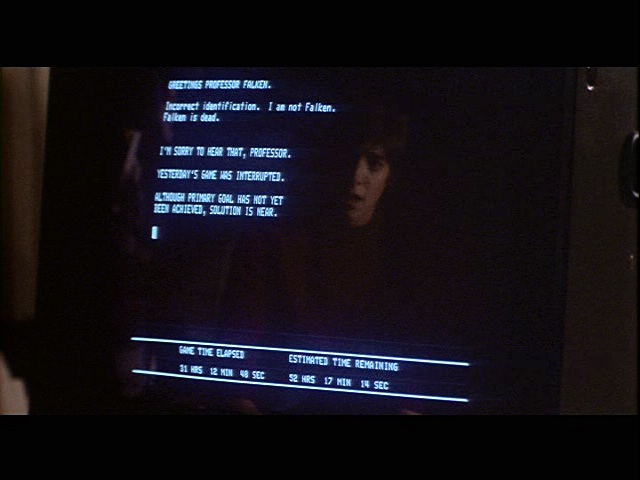 GREETINGS PROFESSOR FALKEN.
Incorrect identification.  I am not Falken.
Falken is dead.
I'M SORRY TO HEAR THAT, PROFESSOR.
YESTERDAY'S GAME WAS INTERRUPTED.
ALTHOUGH PRIMARY GOAL HAS NOT YET
BEEN ACHIEVED, SOLUTION IS NEAR.
GAME TIME ELAPSED
ESTIMATED TIME REMAINING
31 HRS 12 MIN 48 SEC
52 HRS 17 MIN 14 SEC